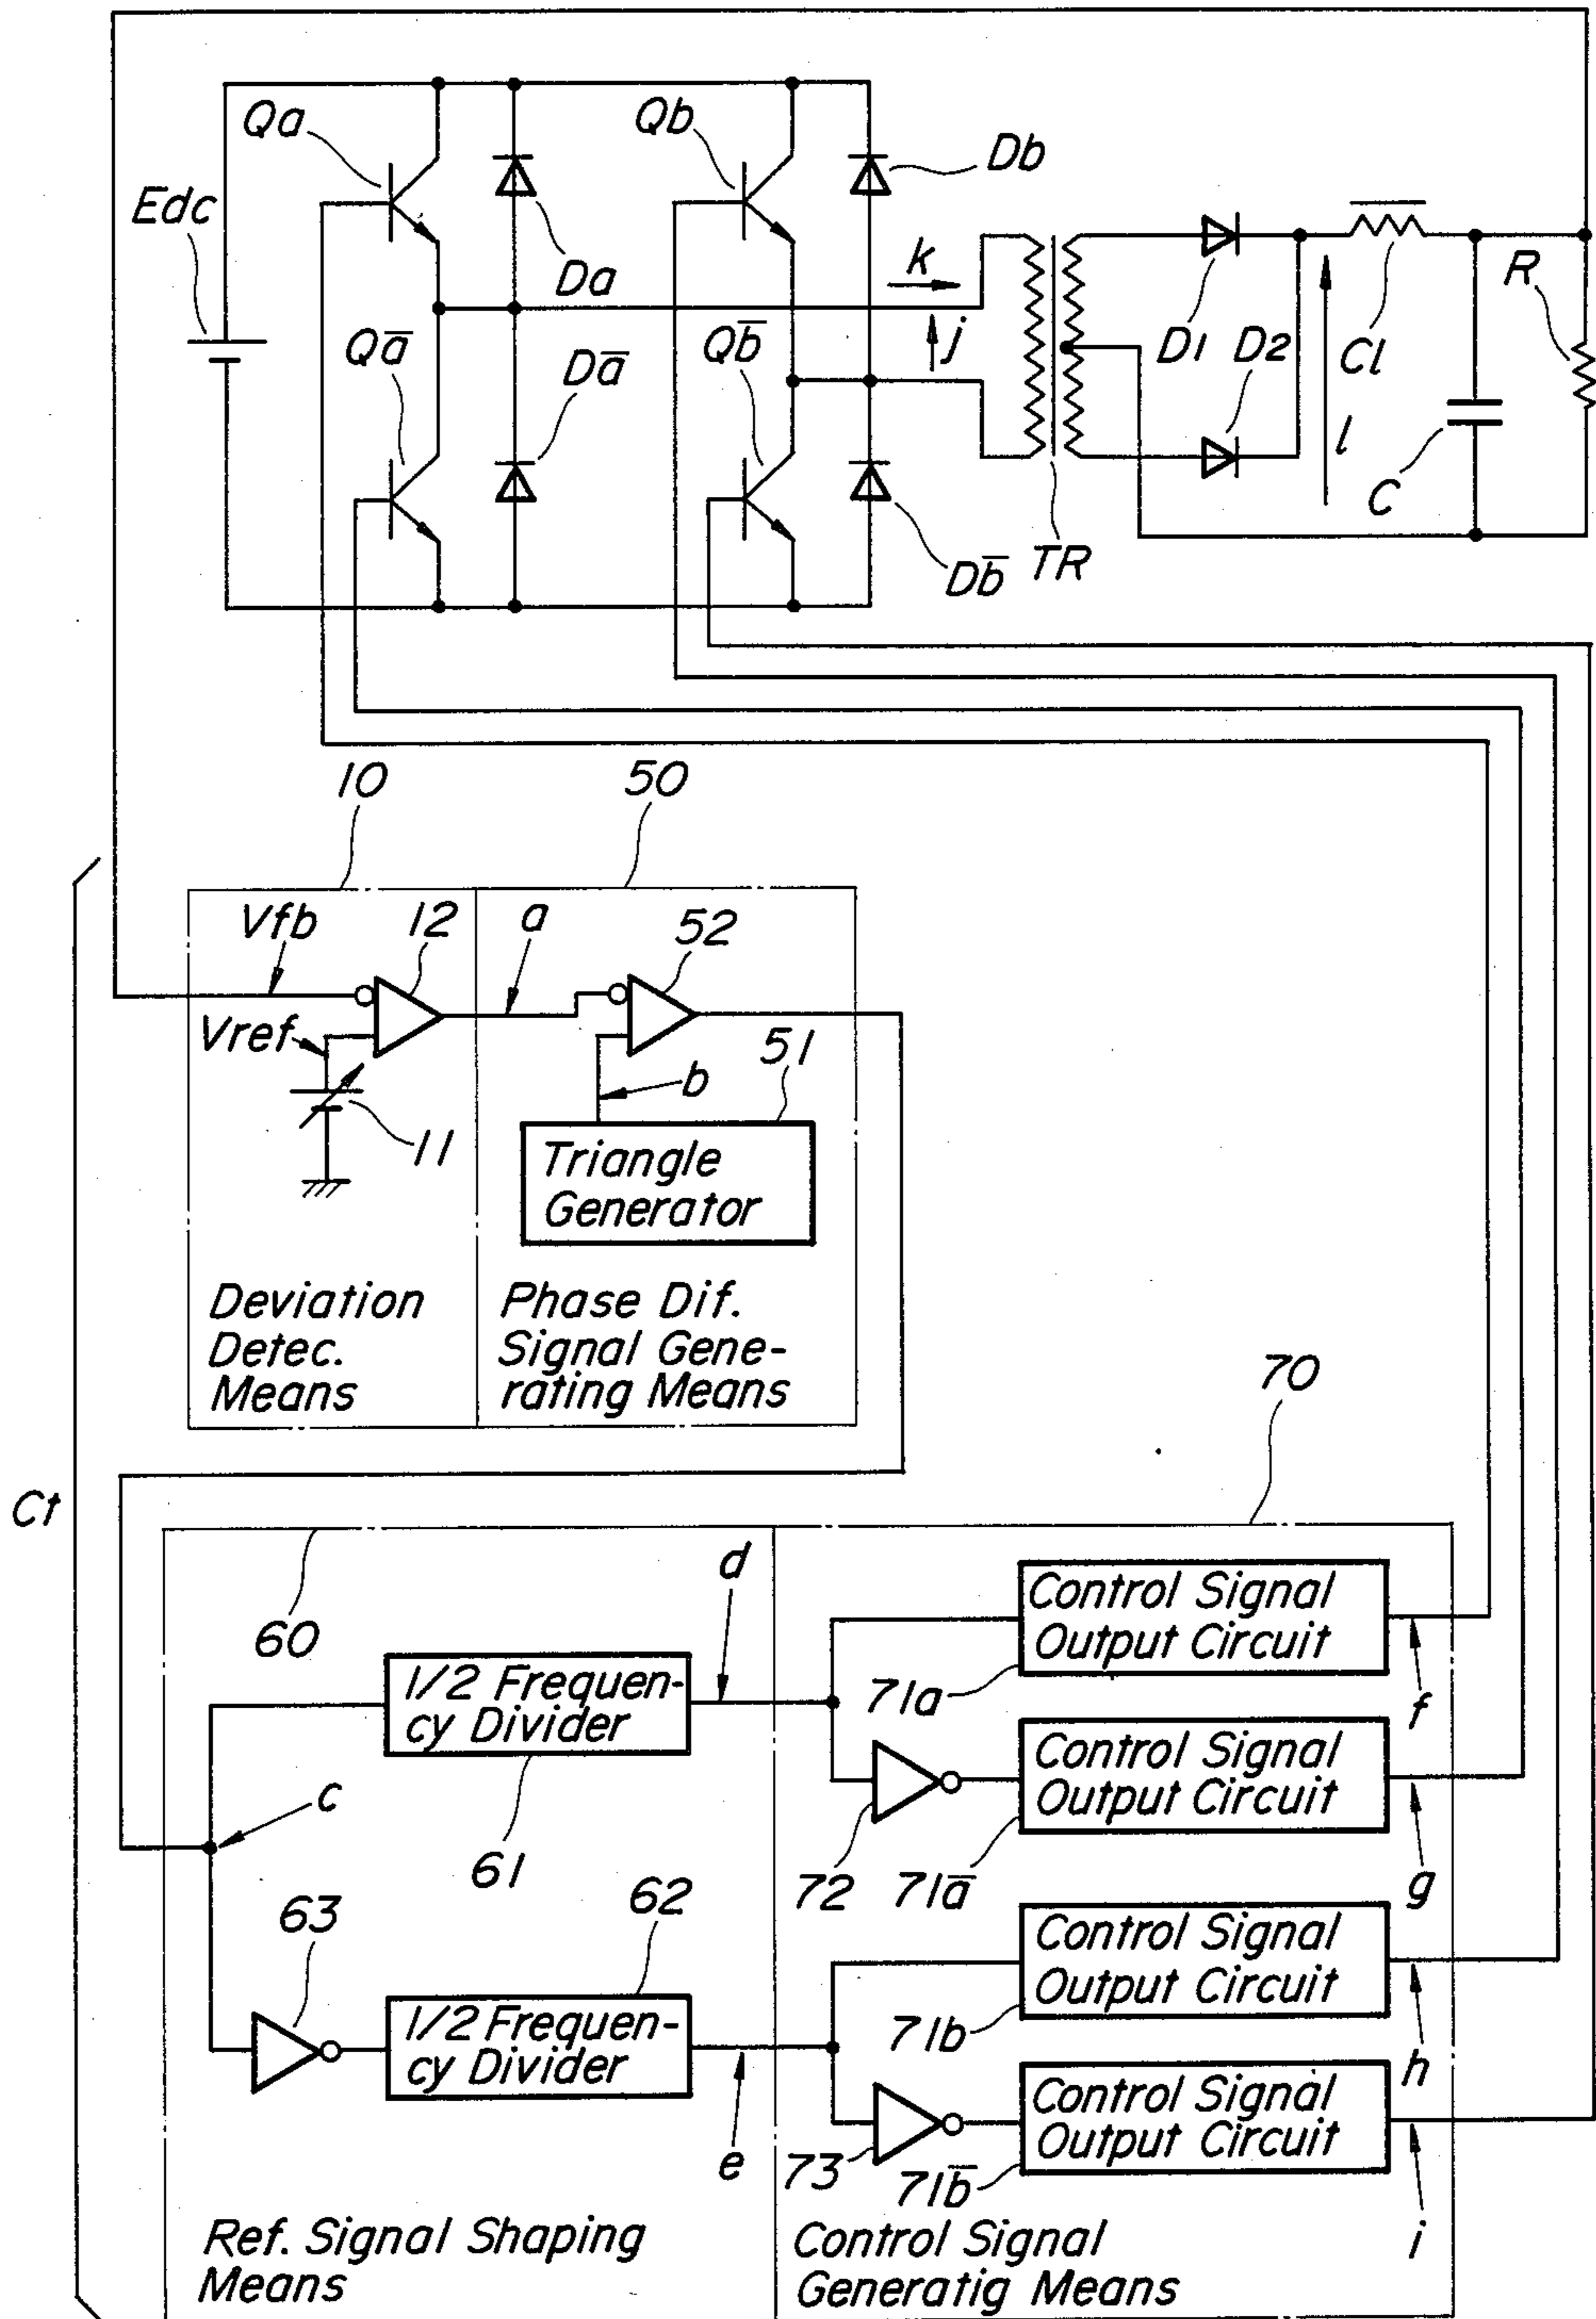 Qa
Qb
Db
Edc
Da
k
j
R
Qa̅
Da̅
Qb̅
D1
D2
Cl
l
C
Db̅
TR
10
50
Vfb
12
a
52
Vref
51
b
11
Triangle
Generator
Deviation
Detec.
Means
Phase Dif.
Signal Gene-
rating Means
70
Ct
60
d
Control Signal
Output Circuit
1/2 Frequen-
cy Divider
71a
f
c
61
Control Signal
Output Circuit
72
71a̅
g
63
62
Control Signal
Output Circuit
1/2 Frequen-
cy Divider
71b
h
Control Signal
Output Circuit
e
73
71b̅
i
Ref. Signal Shaping
Means
Control Signal
Generatig Means